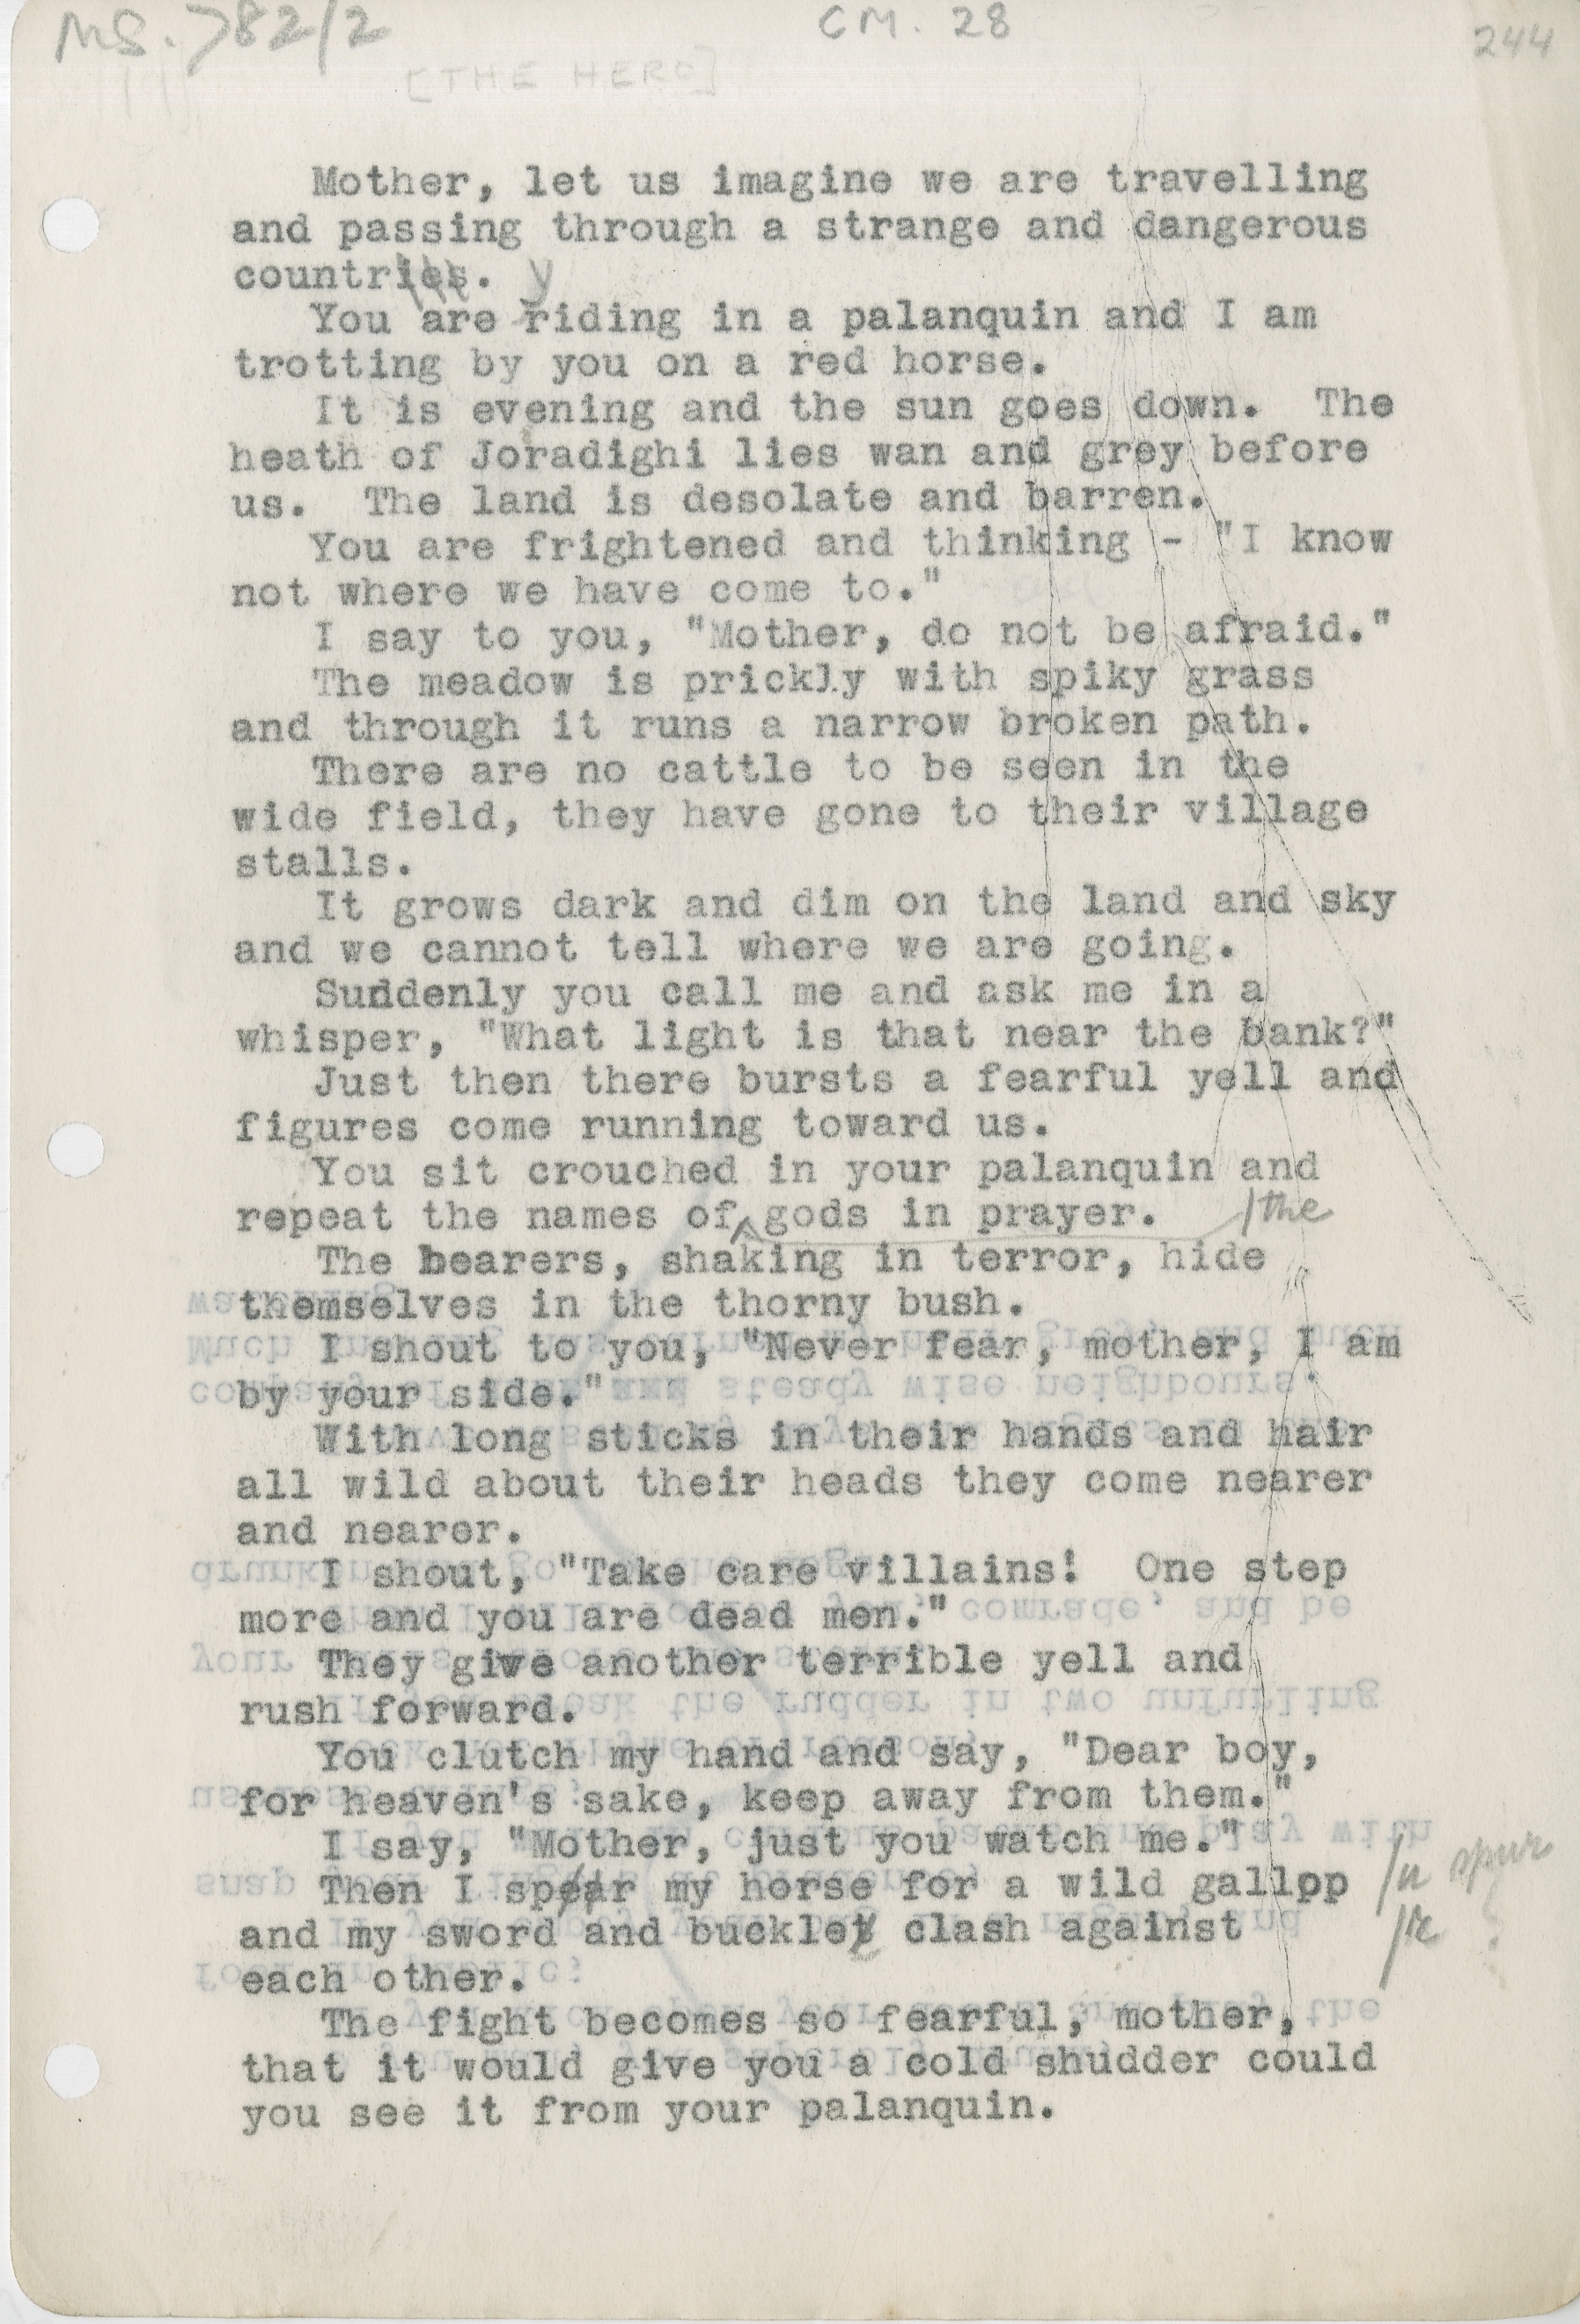 MS. 782/2
CM. 28
244
[THE HERO]
Mother, let us imagine we are travelling
and passing through a strange and dangerous
countries. y
You are riding in a palanquin and I am
trotting by you on a red horse.
It is evening and the sun goes down. The
heath of Joradighi lies wan and grey before
us. The land is desolate and barren.
You are frightened and thinking - "I know
not where we have come to."
I say to you, "Mother, do not be afraid."
The meadow is prickly with spiky grass
and through it runs a narrow broken path.
There are no cattle to be seen in the
wide field, they have gone to their village
stalls.
It grows dark and dim on the land and sky
and we cannot tell where we are going.
Suddenly you call me and ask me in a
whisper, "What light is that near the bank?"
Just then there bursts a fearful yell and
figures come running toward us.
You sit crouched in your palanquin and
repeat the names of gods in prayer. /the
The bearers, shaking in terror, hide
themselves in the thorny bush.
I shout to you, "Never fear, mother, I am
by your side."
With long sticks in their hands and hair
all wild about their heads they come nearer
and nearer.
I shout, "Take care villains! One step
more and you are dead men."
They give another terrible yell and
rush forward.
You clutch my hand and say, "Dear boy,
for heaven's sake, keep away from them."
I say, "Mother, just you watch me."
Then I spear my horse for a wild gallop /u spur
and my sword and buckley clash against /r
each other.
The fight becomes so fearful, mother,
that it would give you a cold shudder could
you see it from your palanquin.